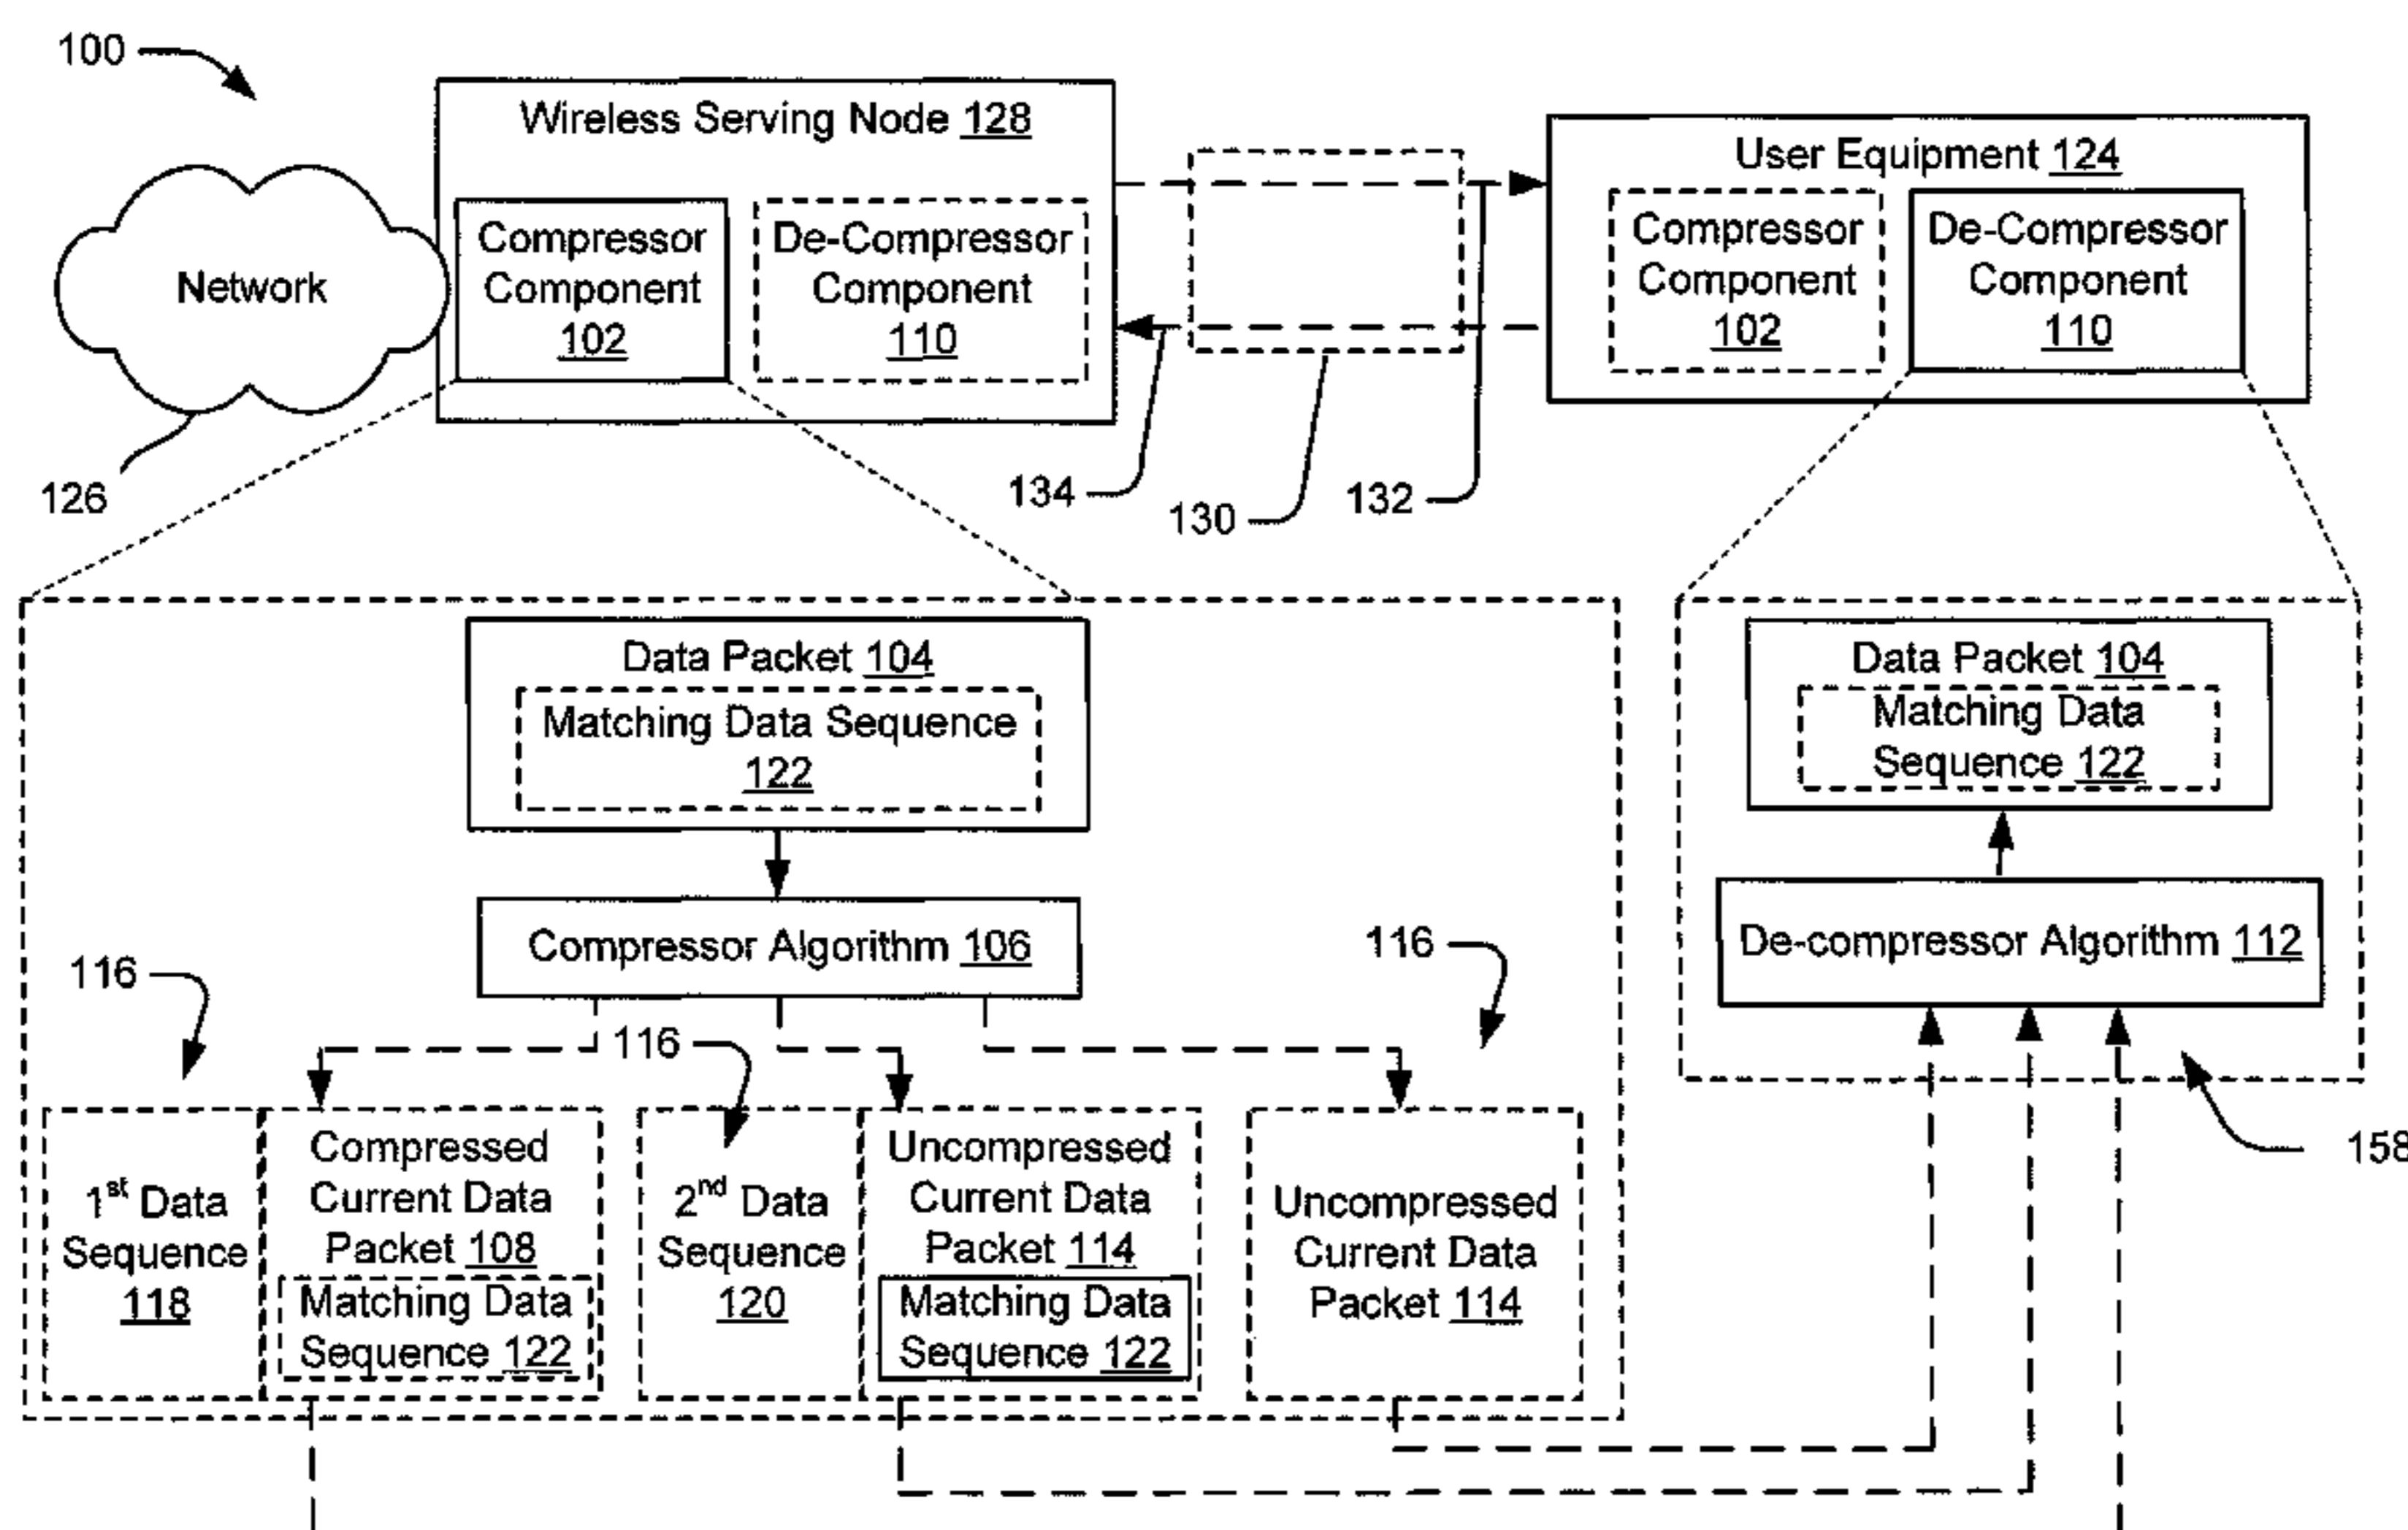 100
Wireless Serving Node 128
User Equipment 124
Network
Compressor
Component
102
De-Compressor
Component
110
Compressor
Component
102
De-Compressor
Component
110
126
134
130
132
Data Packet 104
Matching Data Sequence
122
Data Packet 104
Matching Data
Sequence 122
Compressor Algorithm 106
De-compressor Algorithm 112
116
116
116
158
1st Data
Sequence
118
Compressed
Current Data
Packet 108
Matching Data
Sequence 122
2nd Data
Sequence
120
Uncompressed
Current Data
Packet 114
Matching Data
Sequence 122
Uncompressed
Current Data
Packet 114